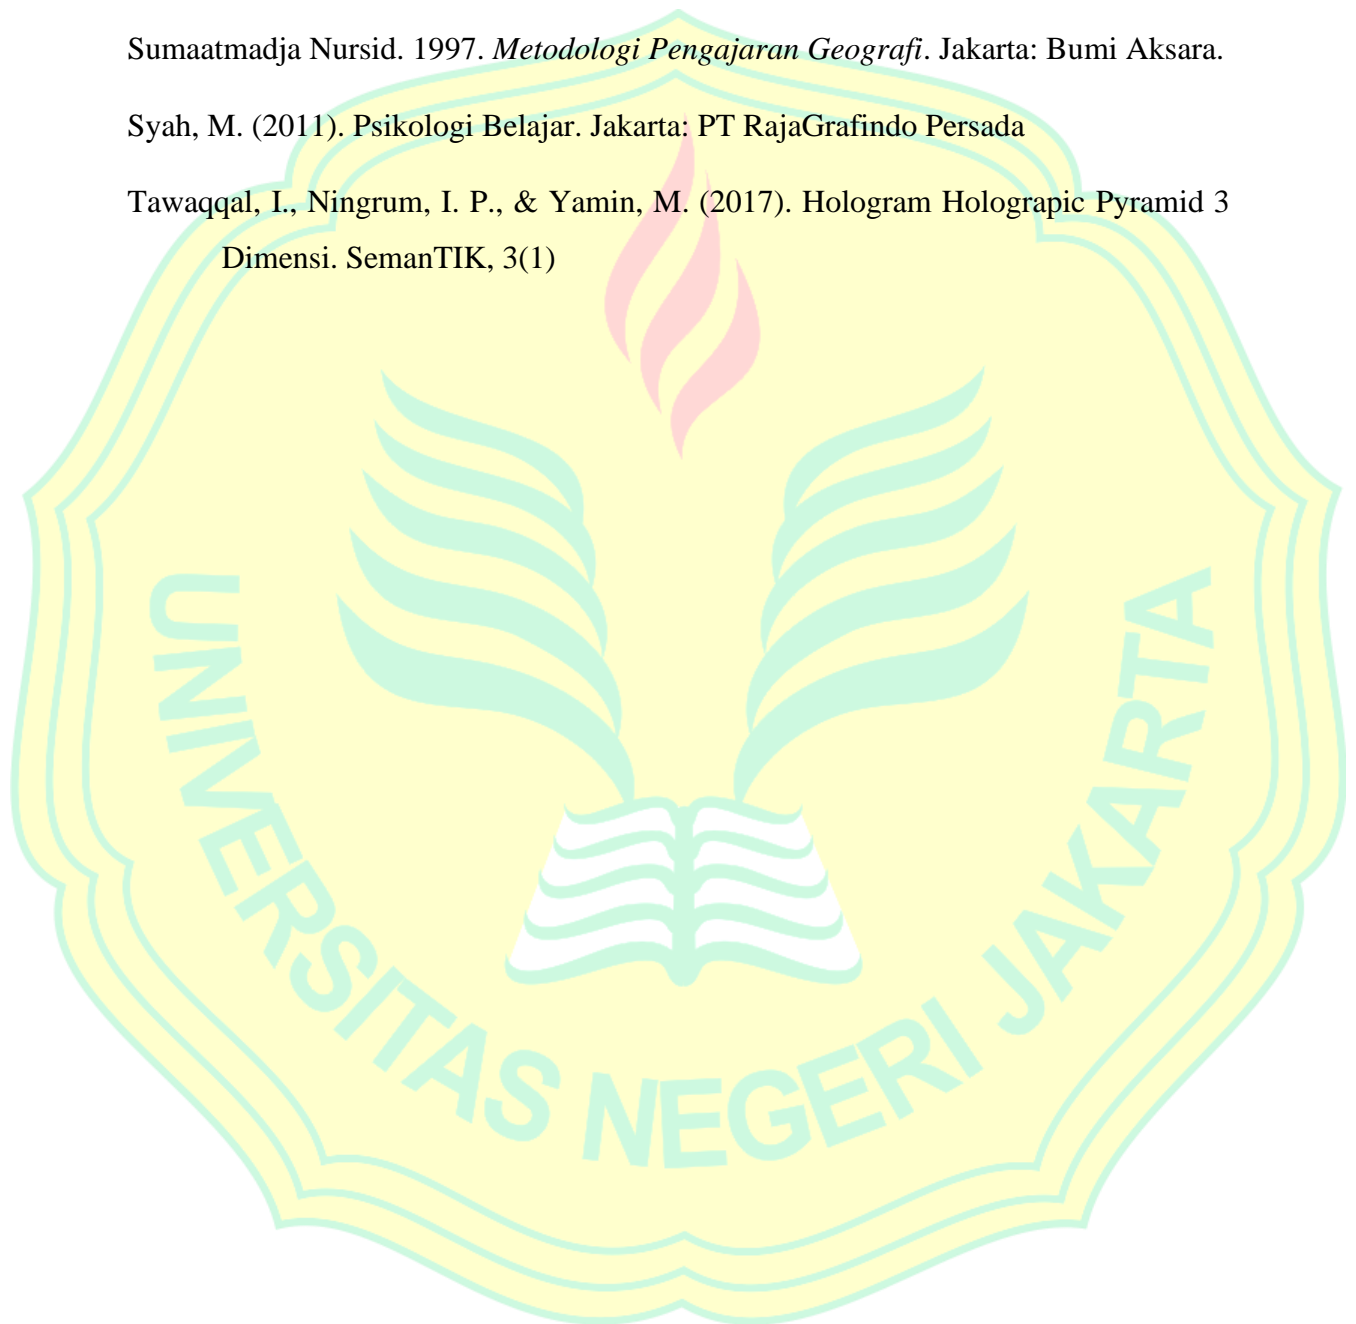 Sumaatmadja Nursid. 1997. Metodologi Pengajaran Geografi. Jakarta: Bumi Aksara.
Syah, M. (2011). Psikologi Belajar. Jakarta: PT RajaGrafindo Persada
Tawaqqal, I., Ningrum, I. P., & Yamin, M. (2017). Hologram Holograpic Pyramid 3
Dimensi. SemanTIK, 3(1)
UNIVERSITAS NEGERI JAKARTA